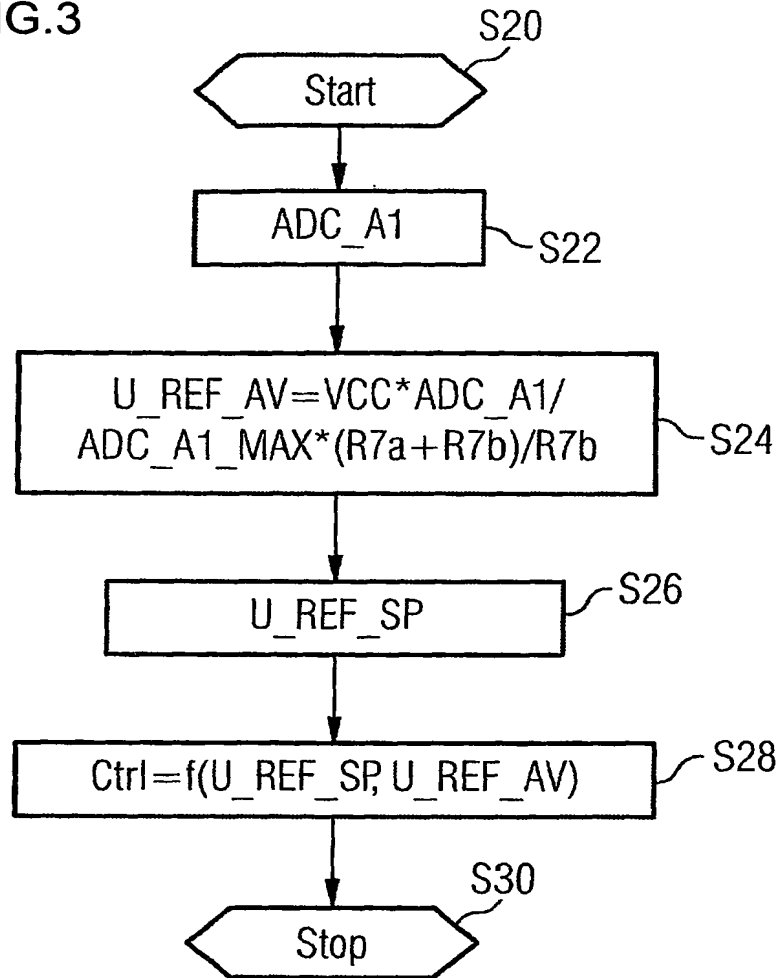 IG.3
S20
Start
ADC_A1
S22
U_REF_AV=VCC*ADC_A1/
ADC_A1_MAX*(R7a+R7b)/R7b
S24
U_REF_SP
S26
Ctrl=f(U_REF_SP, U_REF_AV)
S28
S30
Stop